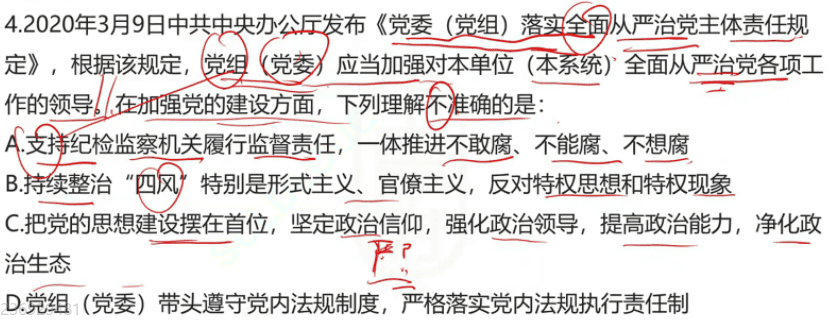 4.2020年3月9日中共中央办公厅发布《党委（党组）落实全面从严治党主体责任规
定》，根据该规定，党组（党委）应当加强对本单位（本系统）全面从严治党各项工
作的领导。在加强党的建设方面，下列理解不准确的是：
A.支持纪检监察机关履行监督责任，一体推进不敢腐、不能腐、不想腐
B.持续整治“四风”特别是形式主义、官僚主义，反对特权思想和特权现象
C.把党的思想建设摆在首位，坚定政治信仰，强化政治领导，提高政治能力，净化政
治生态
D.党组（党委）带头遵守党内法规制度，严格落实党内法规执行责任制